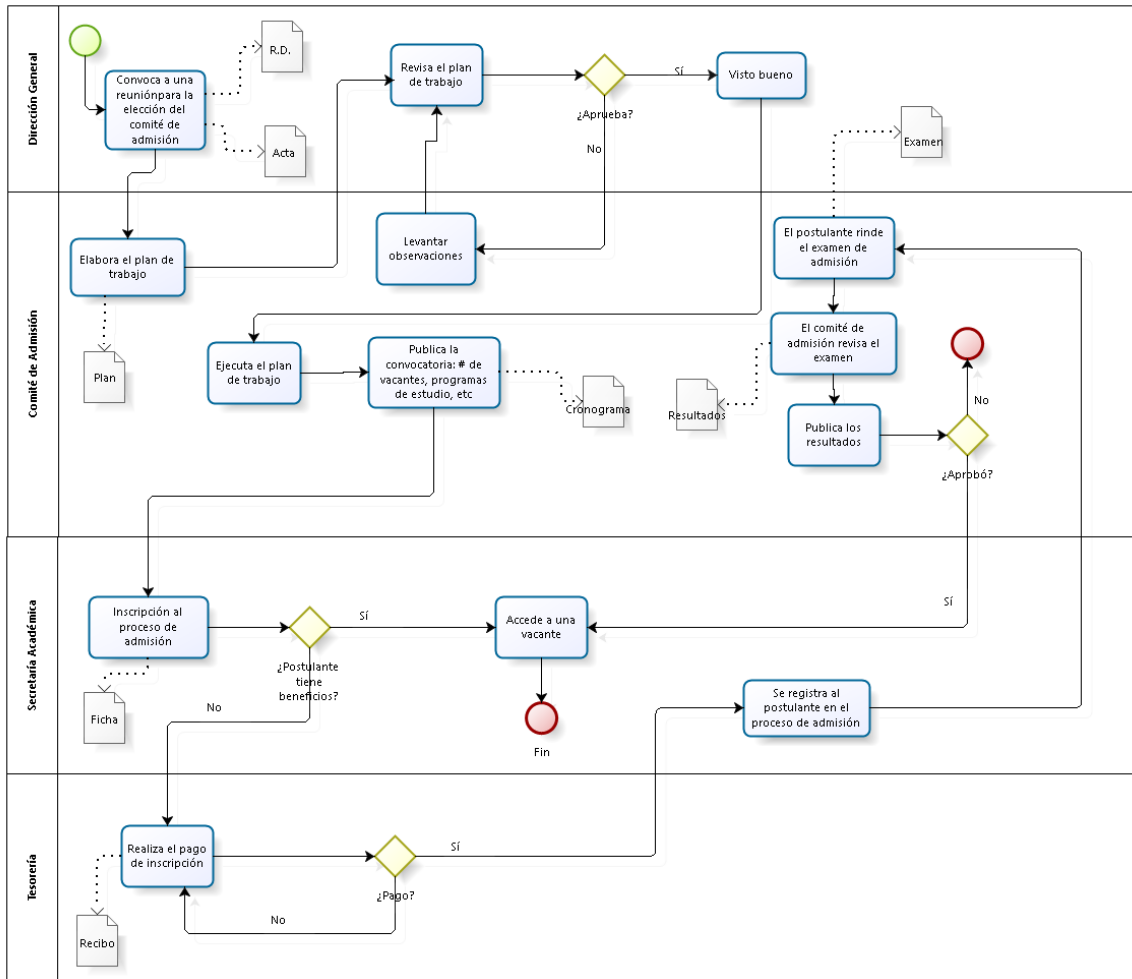 Dirección General
Convoca a una
reuniónpara la
elección del
comité de
admisión
R.D.
Acta
Revisa el plan
de trabajo
¿Aprueba?
Sí
No
Visto bueno
Examen
Comité de Admisión
Elabora el plan de
trabajo
Plan
Levantar
observaciones
Ejecuta el plan
de trabajo
Publica la
convocatoria: # de
vacantes, programas
de estudio, etc
Cronograma
El postulante rinde
el examen de
admisión
El comité de
admisión revisa el
examen
Resultados
Publica los
resultados
No
¿Aprobó?
Secretaría Académica
Inscripción al
proceso de
admisión
Ficha
Sí
¿Postulante
tiene
beneficios?
No
Accede a una
vacante
Sí
Fin
Se registra al
postulante en el
proceso de admisión
Tesorería
Realiza el pago
de inscripción
Recibo
Sí
¿Pago?
No